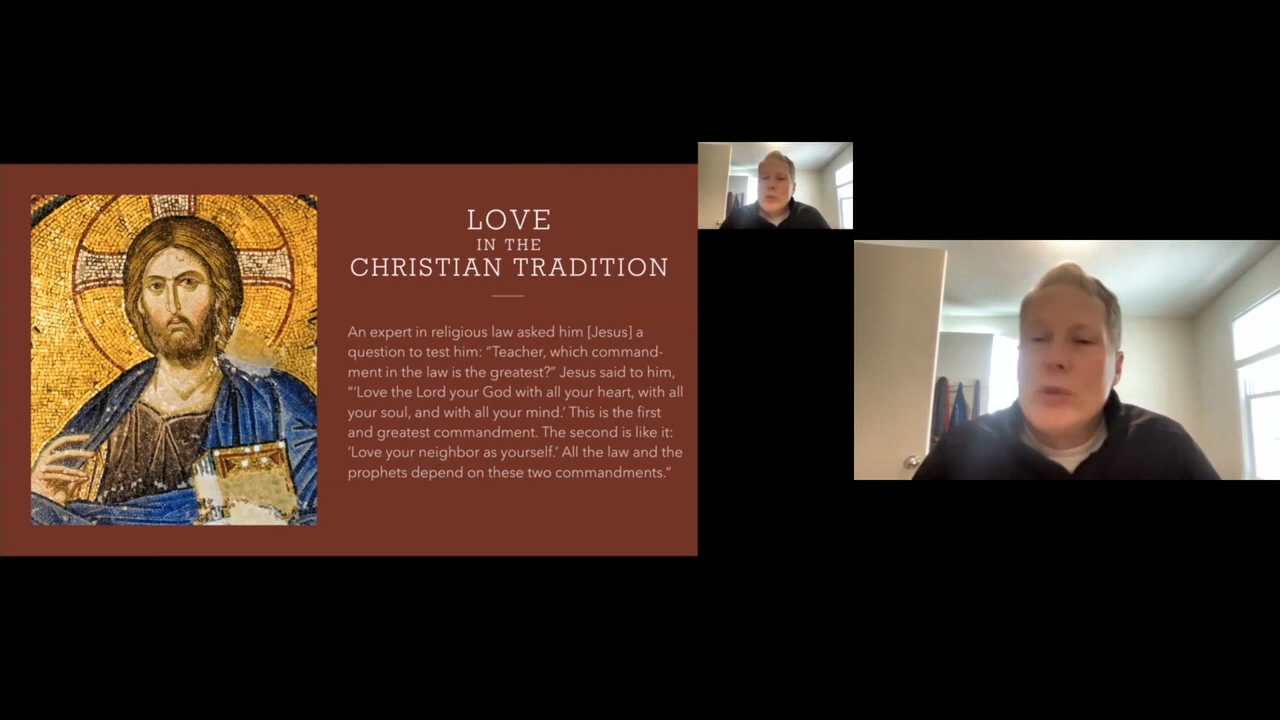 LOVE
IN THE
CHRISTIAN TRADITION
An expert in religious law asked him [Jesus] a
question to test him: “Teacher, which command-
ment in the law is the greatest?” Jesus said to him,
“‘Love the Lord your God with all your heart, with all
your soul, and with all your mind.’ This is the first
and greatest commandment. The second is like it:
‘Love your neighbor as yourself.’ All the law and the
prophets depend on these two commandments.”